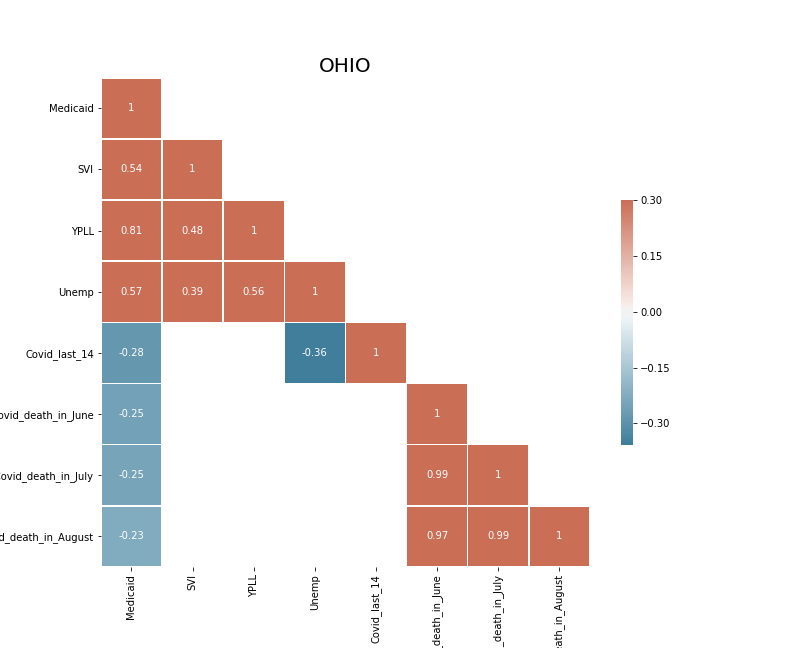 OHIO
Medicaid 1
SVI 0.54 1
YPLL 0.81 0.48 1
Unemp 0.57 0.39 0.56 1
Covid_last_14 -0.28 -0.36 1
ovid_death_in_June -0.25 1
Covid_death_in_July -0.25 0.99 1
d_death_in_August -0.23 0.97 0.99 1
Medicaid
SVI
YPLL
Unemp
Covid_last_14
_death_in_June
_death_in_July
eath_in_August
0.30
0.15
0.00
-0.15
-0.30